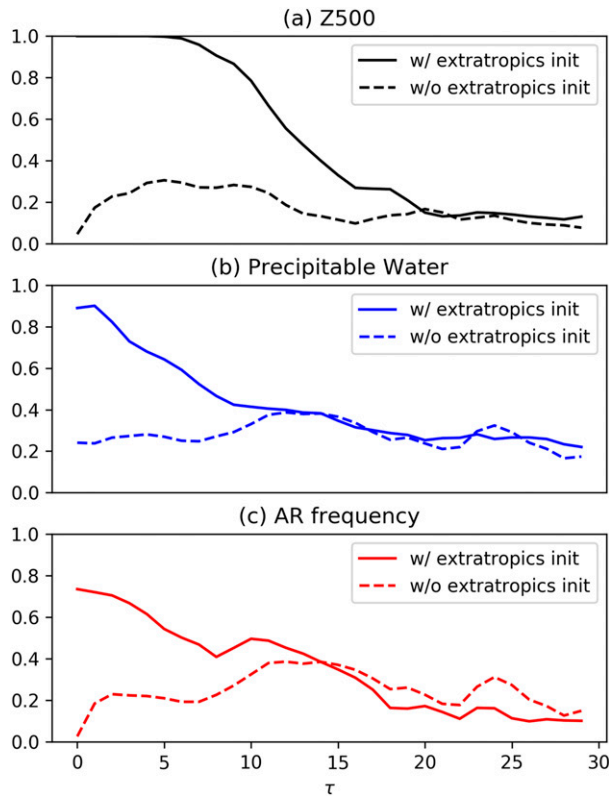 (a) Z500
1.0
0.8
0.6
0.4
0.2
0.0
w/ extratropics init
w/o extratropics init
(b) Precipitable Water
1.0
0.8
0.6
0.4
0.2
0.0
w/ extratropics init
w/o extratropics init
(c) AR frequency
1.0
0.8
0.6
0.4
0.2
0.0
w/ extratropics init
w/o extratropics init
0 5 10 15 20 25 30
τ